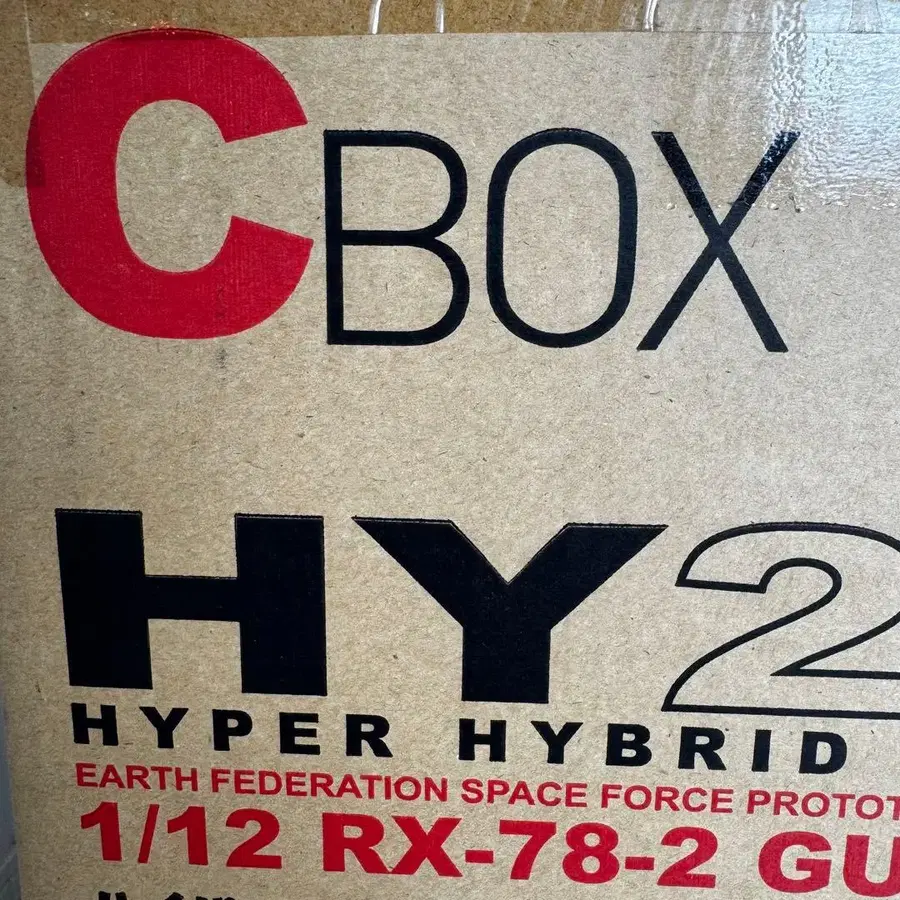 CBOX
HY2
HYPER HYBRID
EARTH FEDERATION SPACE FORCE PROTOT
1/12 RX-78-2 GU